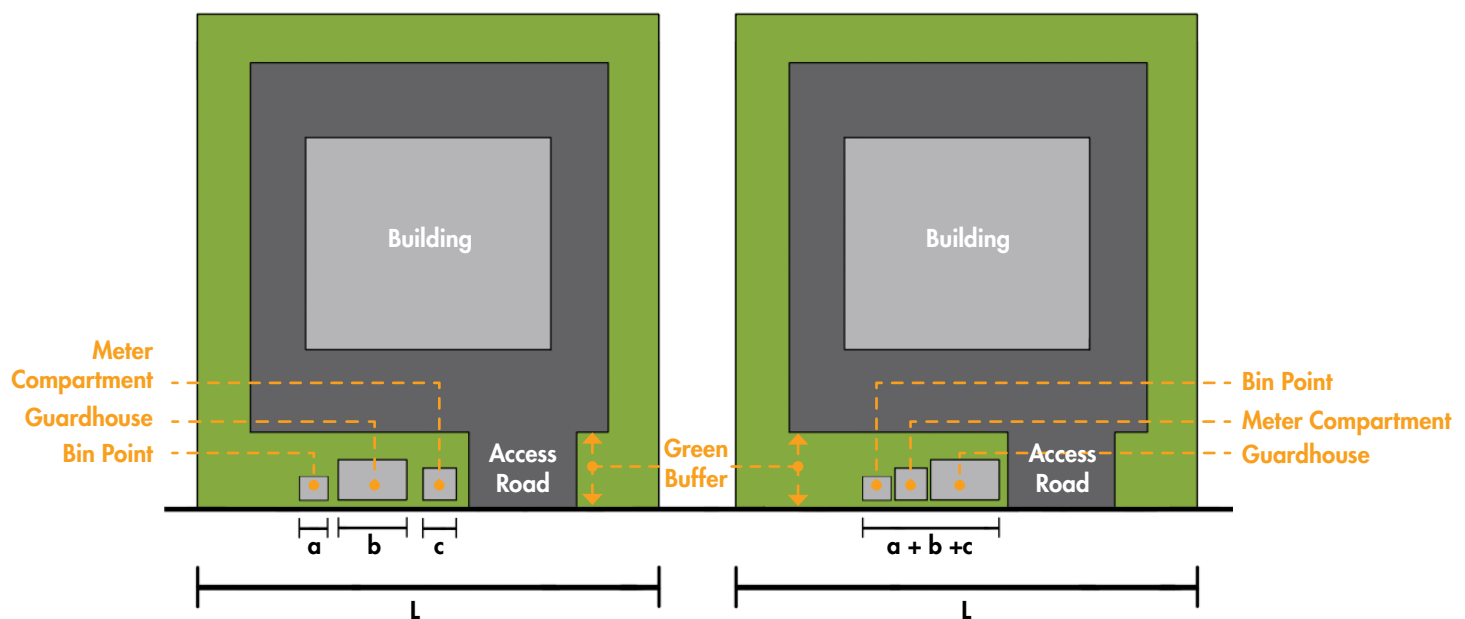 Building
Building
Meter
Compartment
Guardhouse
Bin Point
Access
Road
Green
Buffer
Access
Road
Bin Point
Meter Compartment
Guardhouse
a
b
c
a + b +c
L
L